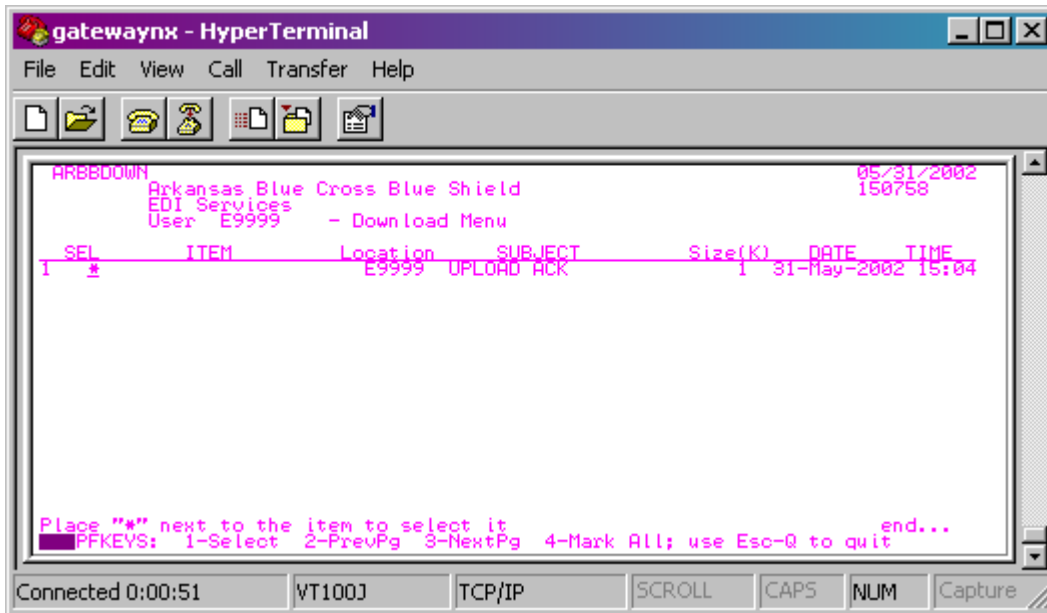 gatewaynx - HyperTerminal
File Edit View Call Transfer Help
ARBBDOWN 05/31/2002
Arkansas Blue Cross Blue Shield 150758
EDI Services
User E9999 - Download Menu
SEL ITEM Location SUBJECT Size(K) DATE TIME
1 * E9999 UPLOAD ACK 1 31-May-2002 15:04
Place "*" next to the item to select it end...
PFKEYS: 1-Select 2-PrevPg 3-NextPg 4-Mark All; use Esc-Q to quit
Connected 0:00:51 VT100J TCP/IP SCROLL CAPS NUM Capture